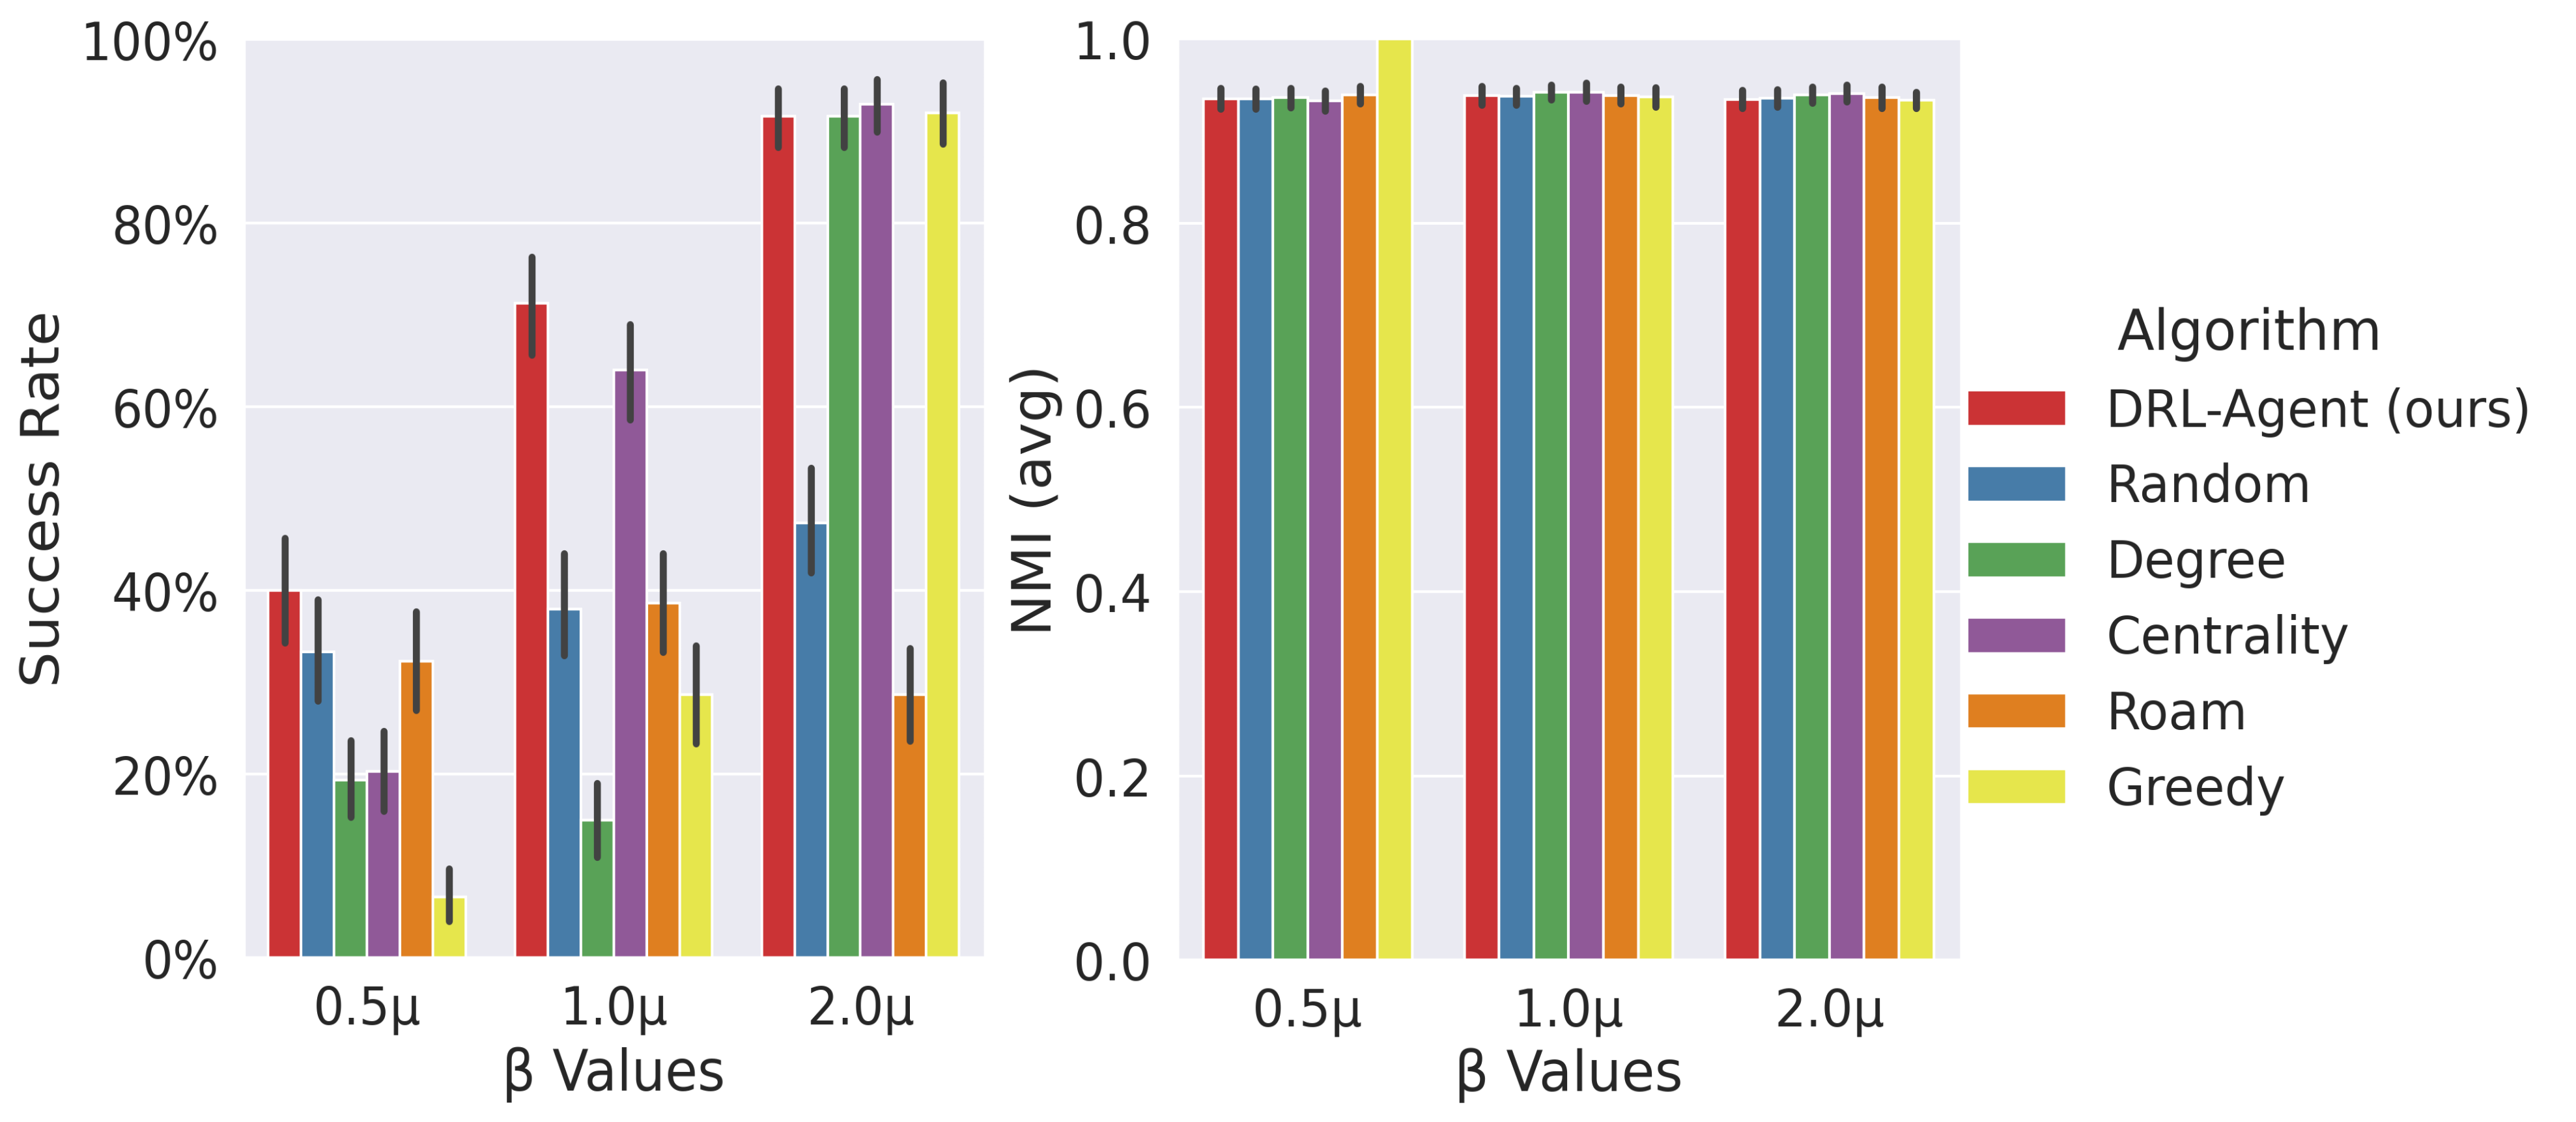 100%
80%
60%
40%
20%
0%
Success Rate
0.5μ 1.0μ 2.0μ
β Values
1.0
0.8
0.6
0.4
0.2
0.0
NMI (avg)
0.5μ 1.0μ 2.0μ
β Values
Algorithm
DRL-Agent (ours)
Random
Degree
Centrality
Roam
Greedy